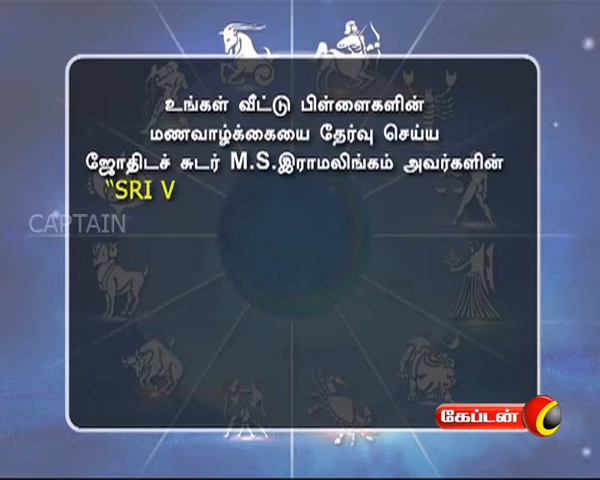 உங்கள் வீட்டு பிள்ளைகளின்
மணவாழ்க்கையை தேர்வு செய்ய
ஜோதிடச் சுடர் M.S.இராமலிங்கம் அவர்களின்
“SRI V
CAPTAIN
கேப்டன்